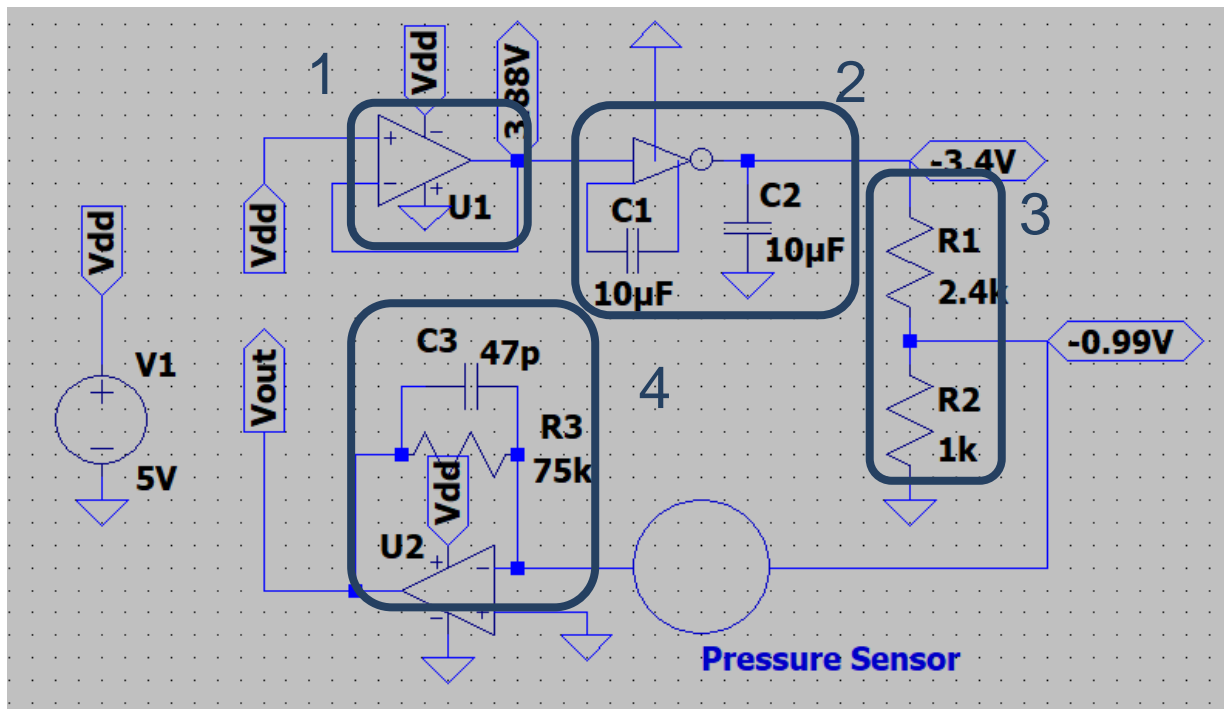 1
Vdd
3.88V
2
+
−
−
+
U1
C1
10µF
C2
10µF
-3.4V
3
R1
2.4k
-0.99V
R2
1k
Vdd
Vdd
V1
+
−
5V
Vout
C3
47p
4
R3
75k
Vdd
U2
+
−
−
+
Pressure Sensor